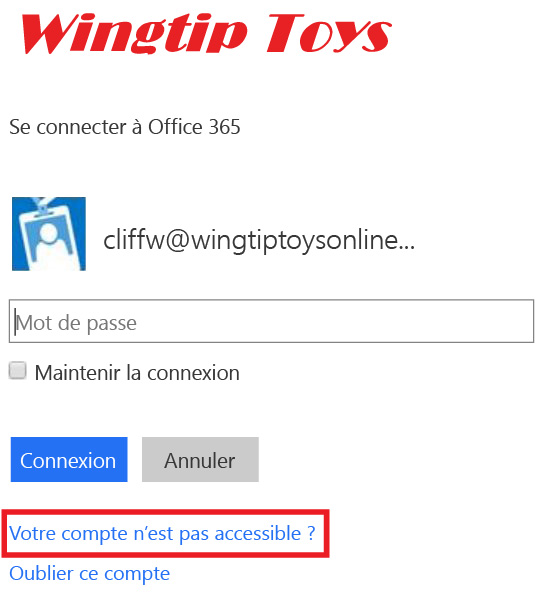 Wingtip Toys
Se connecter à Office 365
cliffw@wingtiptoysonline...
Mot de passe
Maintenir la connexion
Connexion
Annuler
Votre compte n’est pas accessible ?
Oublier ce compte